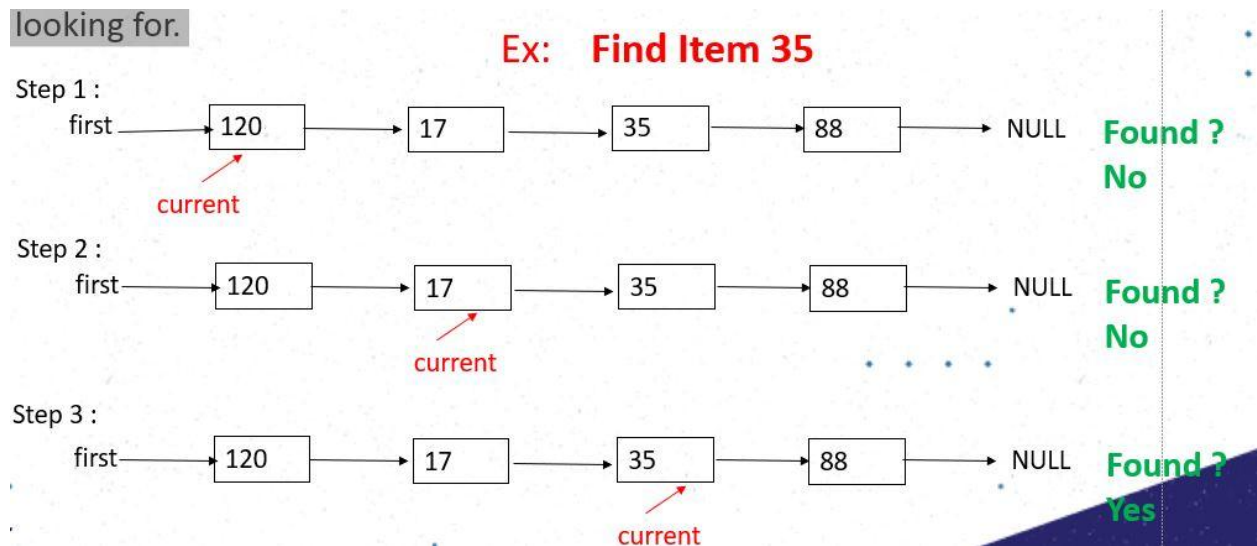 looking for.
Ex: Find Item 35
Step 1 :
first 120 17 35 88 NULL Found ?
No
current
Step 2 :
first 120 17 35 88 NULL Found ?
No
current
Step 3 :
first 120 17 35 88 NULL Found ?
Yes
current